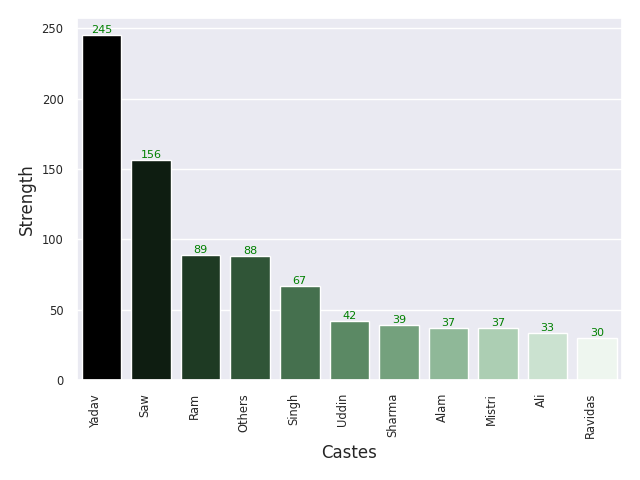 250
200
150
100
50
0
Strength
245
156
89
88
67
42
39
37
37
33
30
Yadav
Saw
Ram
Others
Singh
Uddin
Sharma
Alam
Mistri
Ali
Ravidas
Castes